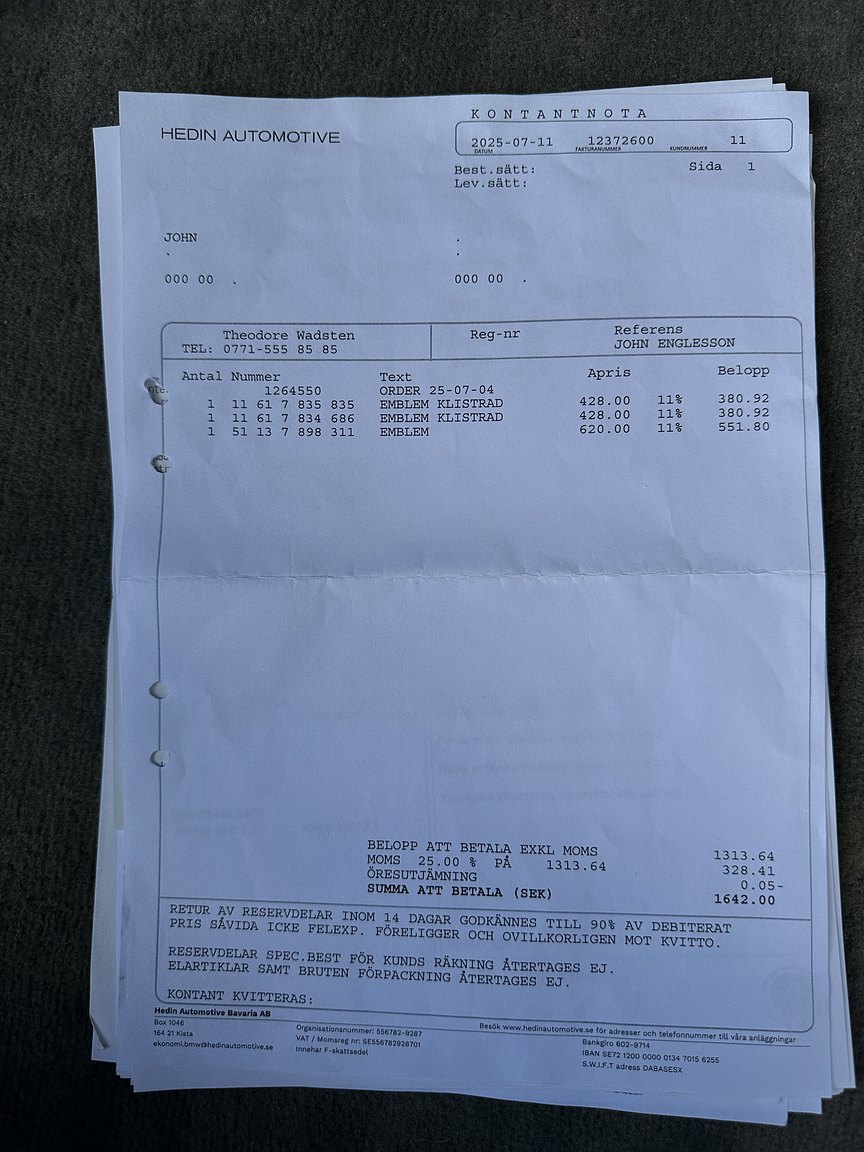 KONTANTNOTA
HEDIN AUTOMOTIVE
2025-07-11 12372600 11
DATUM FAKTURANUMMER KUNDNUMMER
Best.sätt: Sida 1
Lev.sätt:
JOHN .
. .
000 00 . 000 00 .
Theodore Wadsten Reg-nr Referens
TEL: 0771-555 85 85 JOHN ENGLESSON
Antal Nummer Text Apris Belopp
1264550 ORDER 25-07-04
1 11 61 7 835 835 EMBLEM KLISTRAD 428.00 11% 380.92
1 11 61 7 834 686 EMBLEM KLISTRAD 428.00 11% 380.92
1 51 13 7 898 311 EMBLEM 620.00 11% 551.80
BELOPP ATT BETALA EXKL MOMS 1313.64
MOMS 25.00 % PÅ 1313.64 328.41
ÖRESUTJÄMNING 0.05-
SUMMA ATT BETALA (SEK) 1642.00
RETUR AV RESERVDELAR INOM 14 DAGAR GODKÄNNES TILL 90% AV DEBITERAT
PRIS SÅVIDA ICKE FELEXP. FÖRELIGGER OCH OVILLKORLIGEN MOT KVITTO.
RESERVDELAR SPEC.BEST FÖR KUNDS RÄKNING ÅTERTAGES EJ.
ELARTIKLAR SAMT BRUTEN FÖRPACKNING ÅTERTAGES EJ.
KONTANT KVITTERAS:
Hedin Automotive Bavaria AB
Box 1046
164 21 Kista
ekonomi.bmw@hedinautomotive.se
Organisationsnummer: 556782-9287
VAT / Momsreg nr: SE556782928701
Innehar F-skattsedel
Besök www.hedinautomotive.se för adresser och telefonnummer till våra anläggningar
Bankgiro 602-9714
IBAN SE72 1200 0000 0134 7015 6255
S.W.I.F.T adress DABASESX